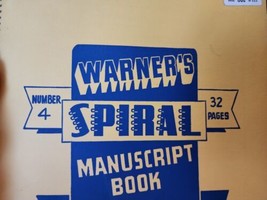 WARNER'S
NUMBER
4
SPIRAL
32
PAGES
MANUSCRIPT
BOOK